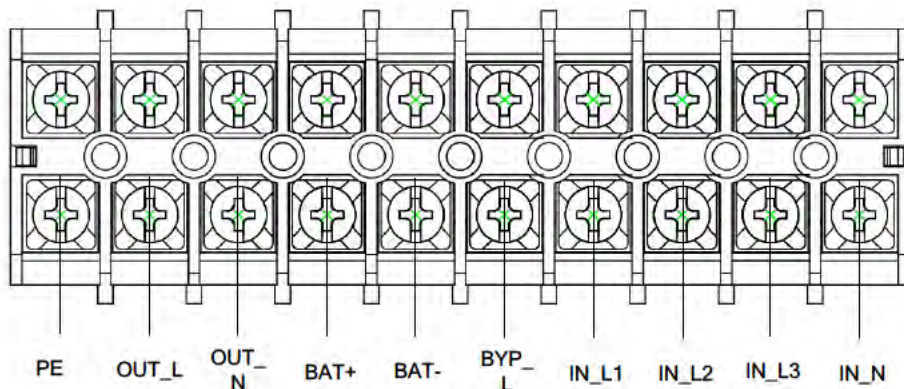 PE OUT_L OUT_
N BAT+ BAT- BYP_
L IN_L1 IN_L2 IN_L3 IN_N